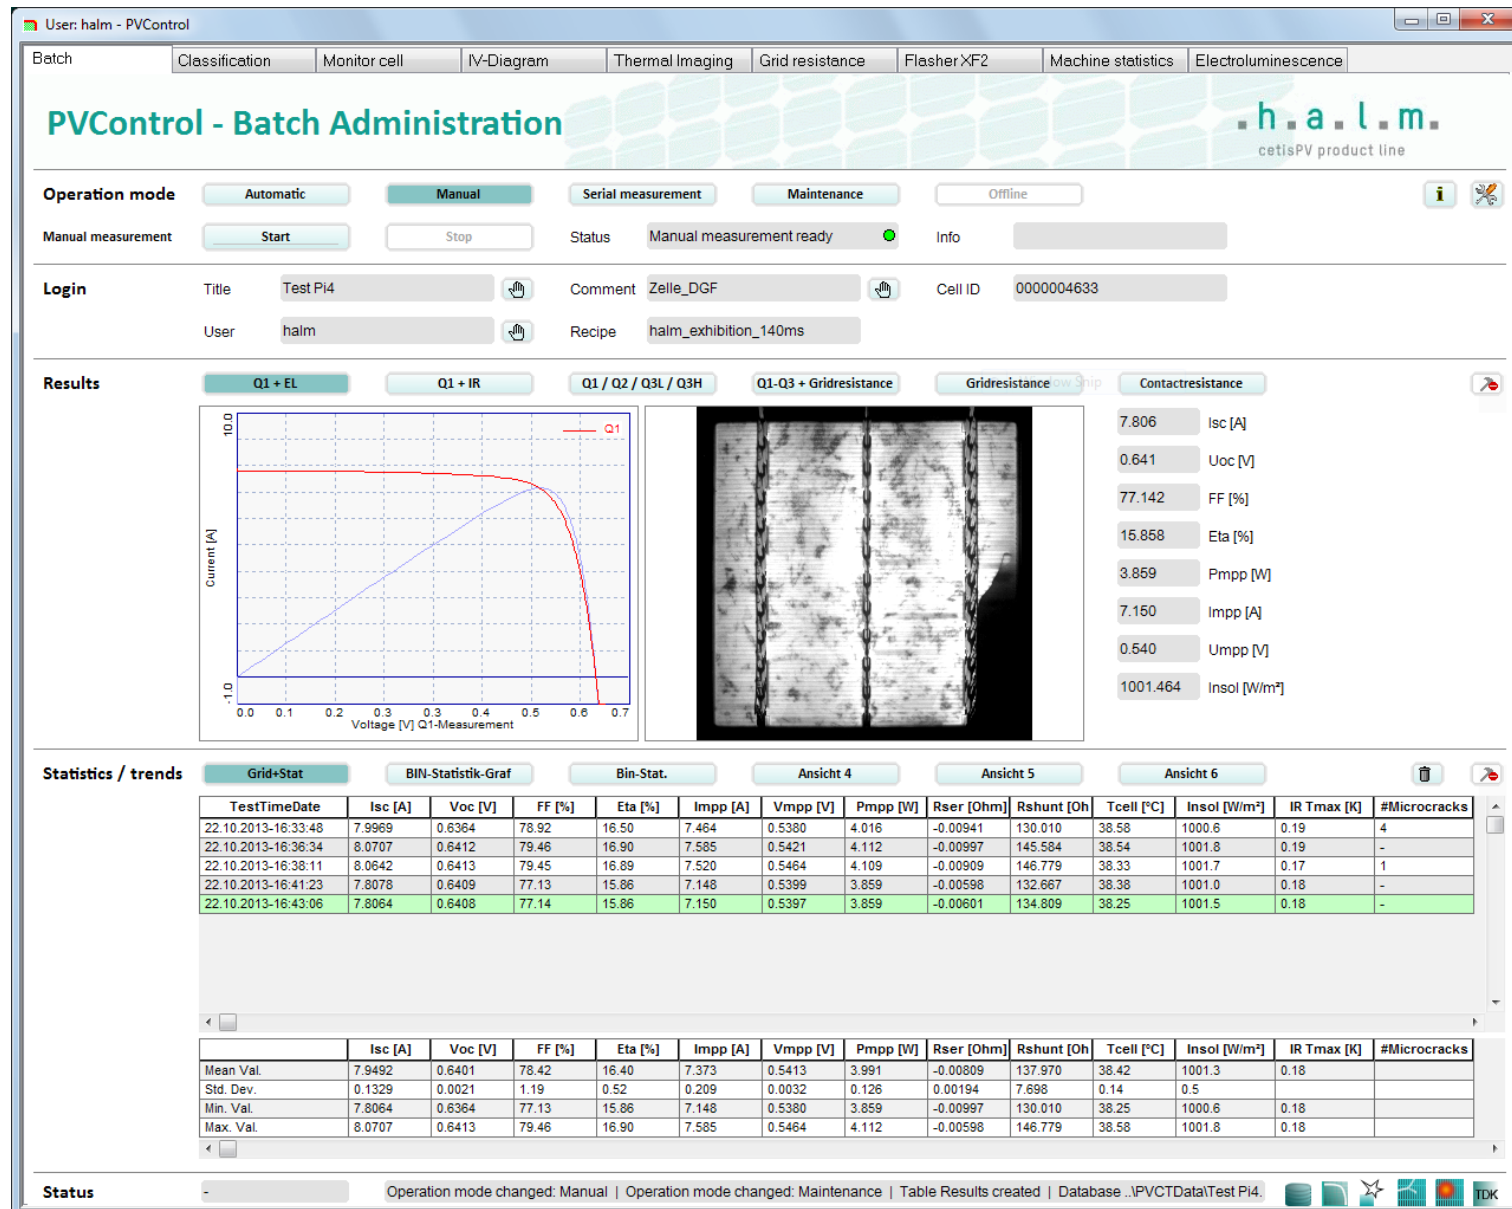 User: halm - PVControl
Batch Classification Monitor cell IV-Diagram Thermal Imaging Grid resistance Flasher XF2 Machine statistics Electroluminescence
PVControl - Batch Administration
.h.a.l.m.
cetisPV product line
Operation mode Automatic Manual Serial measurement Maintenance Offline i
Manual measurement Start Stop Status Manual measurement ready Info
Login Title Test Pi4 Comment Zelle_DGF Cell ID 0000004633
User halm Recipe halm_exhibition_140ms
Results Q1 + EL Q1 + IR Q1 / Q2 / Q3L / Q3H Q1-Q3 + Gridresistance Gridresistance Contactresistance
10.0
Q1
Current [A]
-1.0
0.0 0.1 0.2 0.3 0.3 0.4 0.5 0.6 0.7
Voltage [V] Q1-Measurement
7.806 Isc [A]
0.641 Uoc [V]
77.142 FF [%]
15.858 Eta [%]
3.859 Pmpp [W]
7.150 Impp [A]
0.540 Umpp [V]
1001.464 Insol [W/m²]
Statistics / trends Grid+Stat BIN-Statistik-Graf Bin-Stat. Ansicht 4 Ansicht 5 Ansicht 6
TestTimeDate Isc [A] Voc [V] FF [%] Eta [%] Impp [A] Vmpp [V] Pmpp [W] Rser [Ohm] Rshunt [Oh Tcell [°C] Insol [W/m²] IR Tmax [K] #Microcracks
22.10.2013-16:33:48 7.9969 0.6364 78.92 16.50 7.464 0.5380 4.016 -0.00941 130.010 38.58 1000.6 0.19 4
22.10.2013-16:36:34 8.0707 0.6412 79.46 16.90 7.585 0.5421 4.112 -0.00997 145.584 38.54 1001.8 0.19 -
22.10.2013-16:38:11 8.0642 0.6413 79.45 16.89 7.520 0.5464 4.109 -0.00909 146.779 38.33 1001.7 0.17 1
22.10.2013-16:41:23 7.8078 0.6409 77.13 15.86 7.148 0.5399 3.859 -0.00598 132.667 38.38 1001.0 0.18 -
22.10.2013-16:43:06 7.8064 0.6408 77.14 15.86 7.150 0.5397 3.859 -0.00601 134.809 38.25 1001.5 0.18 -
Isc [A] Voc [V] FF [%] Eta [%] Impp [A] Vmpp [V] Pmpp [W] Rser [Ohm] Rshunt [Oh Tcell [°C] Insol [W/m²] IR Tmax [K] #Microcracks
Mean Val. 7.9492 0.6401 78.42 16.40 7.373 0.5413 3.991 -0.00809 137.970 38.42 1001.3 0.18
Std. Dev. 0.1329 0.0021 1.19 0.52 0.209 0.0032 0.126 0.00194 7.698 0.14 0.5
Min. Val. 7.8064 0.6364 77.13 15.86 7.148 0.5380 3.859 -0.00997 130.010 38.25 1000.6 0.18
Max. Val. 8.0707 0.6413 79.46 16.90 7.585 0.5464 4.112 -0.00598 146.779 38.58 1001.8 0.18
Status - Operation mode changed: Manual | Operation mode changed: Maintenance | Table Results created | Database ..\PVCTData\Test Pi4. TDK